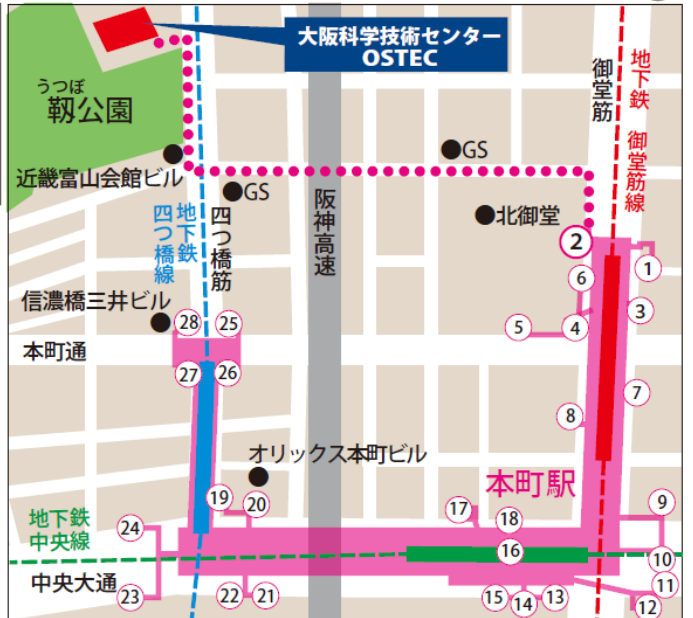 大阪科学技術センター
OSTEC
うつぼ
靱公園
御堂筋
地下鉄 御堂筋線
GS
近畿富山会館ビル
GS
阪神高速
北御堂
地下鉄
四つ橋線
四つ橋筋
2
1
6
3
信濃橋三井ビル
28
25
5
4
本町通
27
26
7
8
オリックス本町ビル
本町駅
19
20
17
18
9
地下鉄
中央線
24
16
10
中央大通
23
22
21
15
14
13
11
12